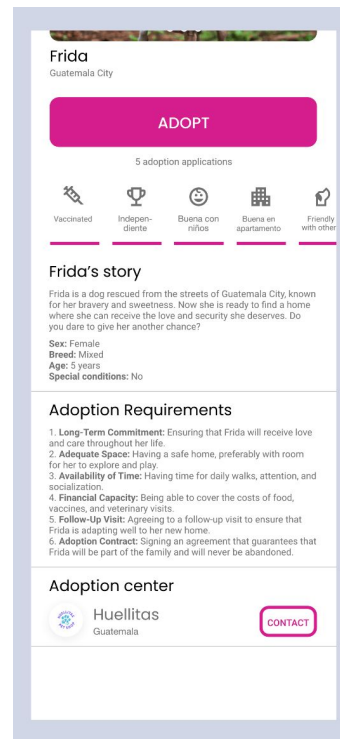 Frida
Guatemala City
ADOPT
5 adoption applications
Vaccinated
Indepen-
diente
Buena con
niños
Buena en
apartamento
Friendly
with other
Frida's story
Frida is a dog rescued from the streets of Guatemala City, known
for her bravery and sweetness. Now she is ready to find a home
where she can receive the love and security she deserves. Do
you dare to give her another chance?
Sex: Female
Breed: Mixed
Age: 5 years
Special conditions: No
Adoption Requirements
1. Long-Term Commitment: Ensuring that Frida will receive love
and care throughout her life.
2. Adequate Space: Having a safe home, preferably with room
for her to explore and play.
3. Availability of Time: Having time for daily walks, attention, and
socialization.
4. Financial Capacity: Being able to cover the costs of food,
vaccines, and veterinary visits.
5. Follow-Up Visit: Agreeing to a follow-up visit to ensure that
Frida is adapting well to her new home.
6. Adoption Contract: Signing an agreement that guarantees that
Frida will be part of the family and will never be abandoned.
Adoption center
Huellitas
Guatemala
CONTACT